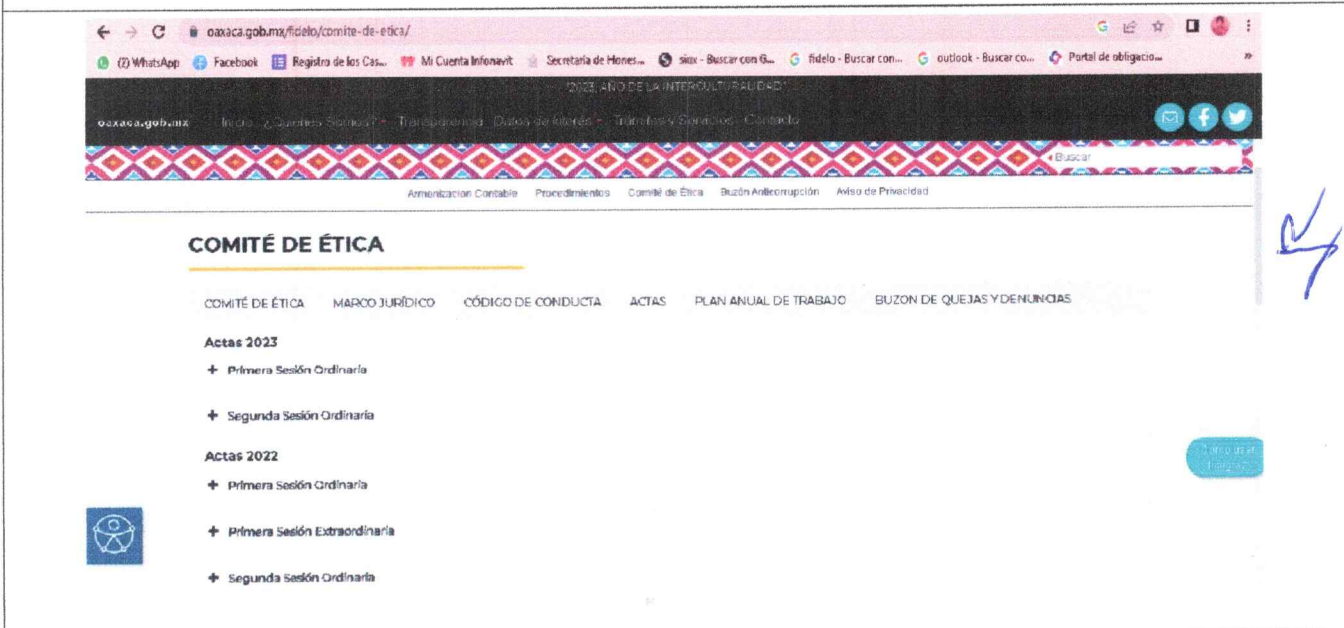 oaxaca.gob.mx/fidelo/comite-de-etica/
(7) WhatsApp Facebook Registro de los Cas... Mi Cuenta Infonavit Secretaría de Hones... siox - Buscar con G... fidelo - Buscar con... outlook - Buscar co... Portal de obligacio... »
"2023, AÑO DE LA INTERCULTURALIDAD"
oaxaca.gob.mx Inicio ¿Quiénes Somos? Transparencia Datos de Interés Trámites y Servicios Contacto
Buscar
Armonización Contable Procedimientos Comité de Ética Buzón Anticorrupción Aviso de Privacidad
COMITÉ DE ÉTICA
COMITÉ DE ÉTICA MARCO JURÍDICO CÓDIGO DE CONDUCTA ACTAS PLAN ANUAL DE TRABAJO BUZON DE QUEJAS Y DENUNCIAS
Actas 2023
+ Primera Sesión Ordinaria
+ Segunda Sesión Ordinaria
Actas 2022
+ Primera Sesión Ordinaria
+ Primera Sesión Extraordinaria
+ Segunda Sesión Ordinaria